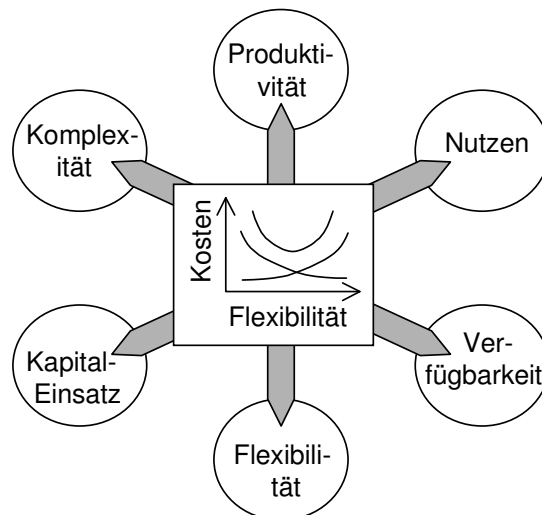 Produkti-
vität
Komplex-
ität
Nutzen
Kosten
Flexibilität
Kapital-
Einsatz
Ver-
fügbarkeit
Flexibili-
tät